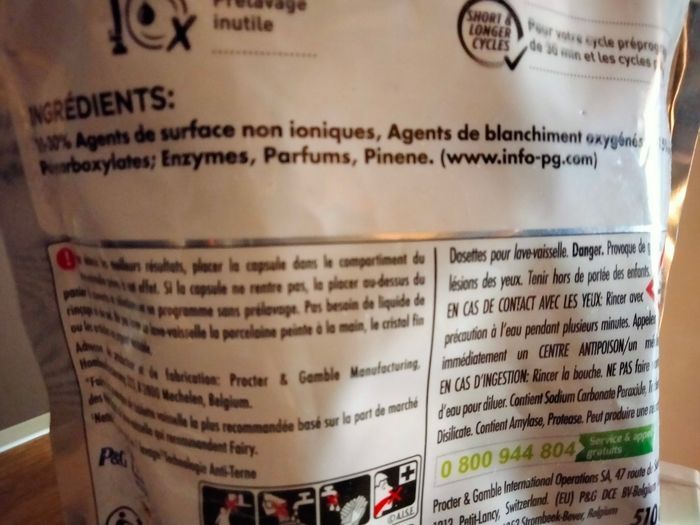 Prélavage
inutile
SHORT &
LONGER
CYCLES
Pour votre cycle
de 30 min et les cycles
INGRÉDIENTS:
Agents de surface non ioniques, Agents de blanchiment oxygénés
Enzymes, Parfums, Pinene. (www.info-pg.com)
résultats, placer la capsule dans le compartiment du
effet. Si la capsule ne rentre pas, la placer au-dessus du
programme sans prélavage. Pas besoin de liquide de
la porcelaine peinte à la main, le cristal fin
de fabrication: Procter & Gamble Manufacturing,
Mechelen, Belgium.
vaisselle la plus recommandée basé sur la part de marché
qui recommandent Fairy.
Technologie Anti-Terne
P&G
A.I.S.E.
Dosettes pour lave-vaisselle. Danger. Provoque de
lésions des yeux. Tenir hors de portée des enfants.
EN CAS DE CONTACT AVEC LES YEUX: Rincer avec
précaution à l'eau pendant plusieurs minutes. Appeler
immédiatement un CENTRE ANTIPOISON/un
EN CAS D'INGESTION: Rincer la bouche. NE PAS faire
d'eau pour diluer. Contient Sodium Carbonate Peroxide,
Disilicate. Contient Amylase, Protease. Peut produire une
0 800 944 804 Service & appel
gratuits
Procter & Gamble International Operations SA, 47 route de
1213 Petit-Lancy, Switzerland. (EU) P&G DCE BV-Belgium
Strombeek-Bever, Belgium
510